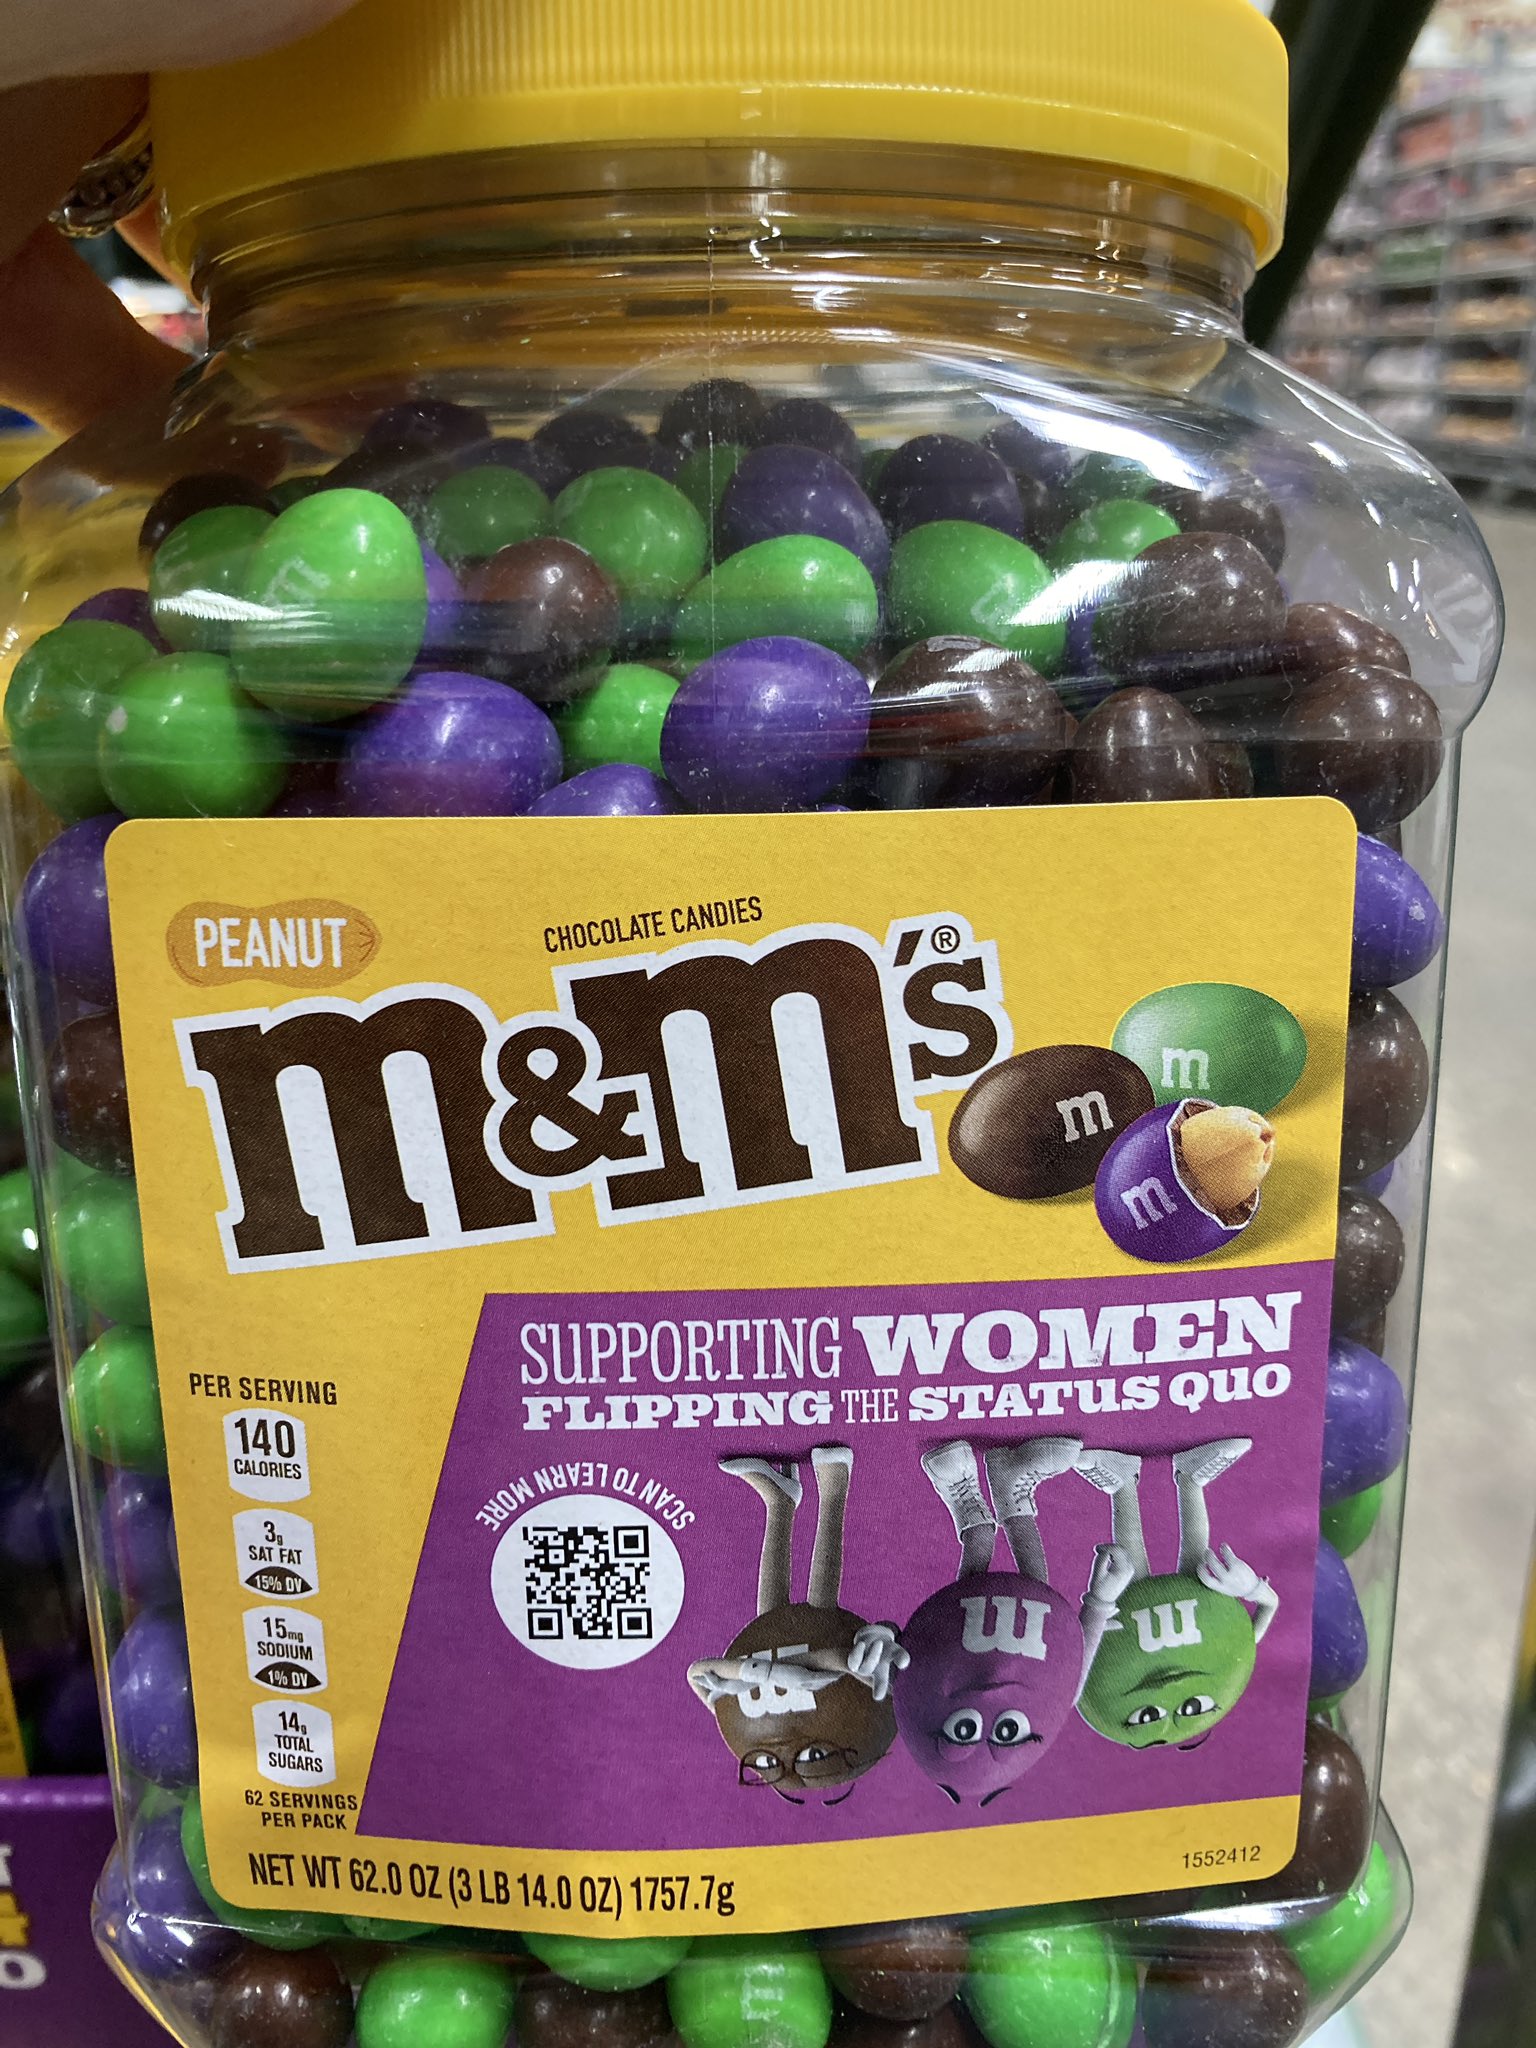 PEANUT
CHOCOLATE CANDIES
m&m's®
m
m
m
SUPPORTING WOMEN
FLIPPING THE STATUS QUO
PER SERVING
140
CALORIES
3g
SAT FAT
15% DV
15mg
SODIUM
1% DV
14g
TOTAL
SUGARS
62 SERVINGS
PER PACK
SCAN TO LEARN MORE
m
m
NET WT 62.0 OZ (3 LB 14.0 OZ) 1757.7g
1552412